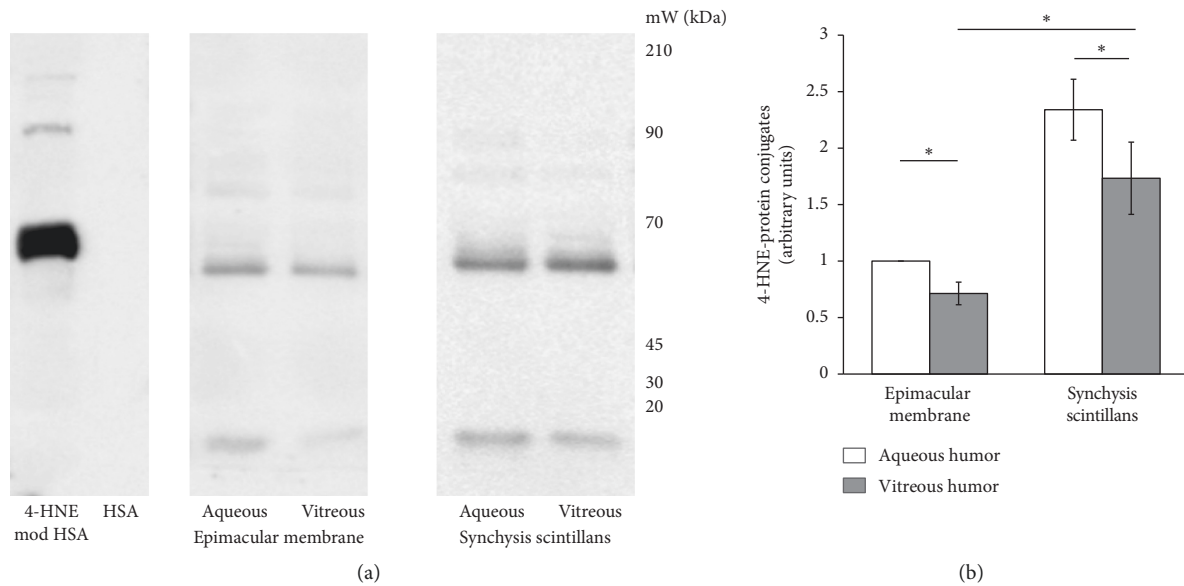 mW (kDa)
210
90
70
45
30
20
4-HNE
mod HSA
HSA
Aqueous
Vitreous
Epimacular membrane
Aqueous
Vitreous
Synchysis scintillans
(a)
4-HNE-protein conjugates
(arbitrary units)
3
2.5
2
1.5
1
0.5
0
*
*
*
Epimacular
membrane
Synchysis
scintillans
Aqueous humor
Vitreous humor
(b)